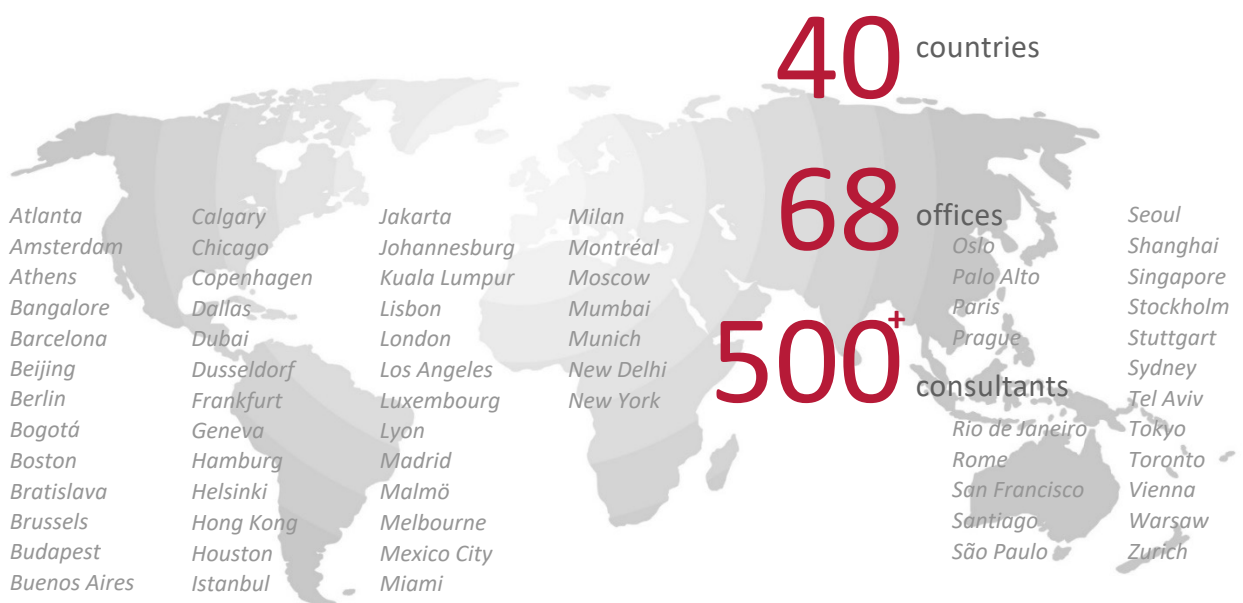 40 countries
68 offices
500+ consultants
Atlanta
Amsterdam
Athens
Bangalore
Barcelona
Beijing
Berlin
Bogotá
Boston
Bratislava
Brussels
Budapest
Buenos Aires
Calgary
Chicago
Copenhagen
Dallas
Dubai
Dusseldorf
Frankfurt
Geneva
Hamburg
Helsinki
Hong Kong
Houston
Istanbul
Jakarta
Johannesburg
Kuala Lumpur
Lisbon
London
Los Angeles
Luxembourg
Lyon
Madrid
Malmö
Melbourne
Mexico City
Miami
Milan
Montréal
Moscow
Mumbai
Munich
New Delhi
New York
Oslo
Palo Alto
Paris
Prague
Rio de Janeiro
Rome
San Francisco
Santiago
São Paulo
Seoul
Shanghai
Singapore
Stockholm
Stuttgart
Sydney
Tel Aviv
Tokyo
Toronto
Vienna
Warsaw
Zurich